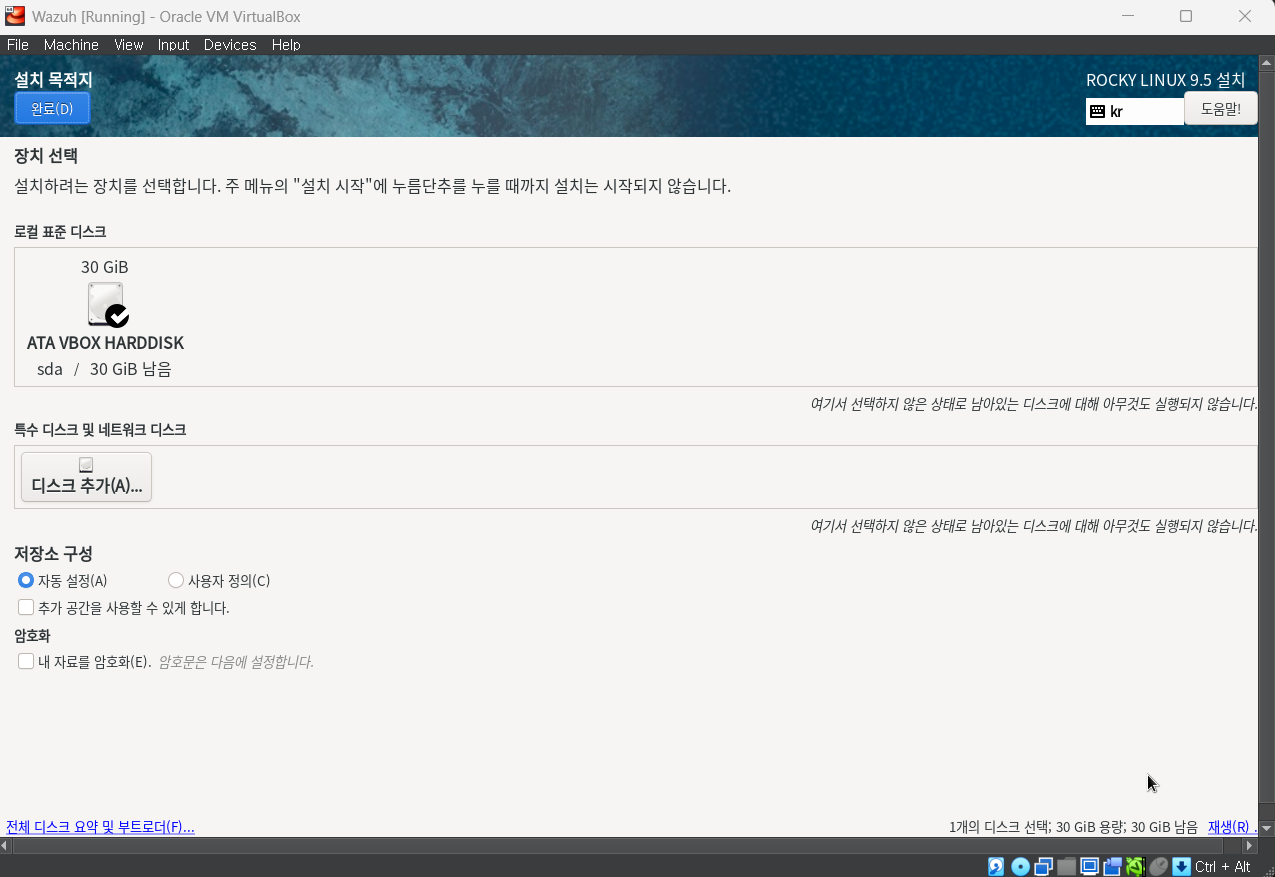 Wazuh [Running] - Oracle VM VirtualBox
File Machine View Input Devices Help
설치 목적지
ROCKY LINUX 9.5 설치
완료(D)
kr
도움말!
장치 선택
설치하려는 장치를 선택합니다. 주 메뉴의 "설치 시작"에 누름단추를 누를 때까지 설치는 시작되지 않습니다.
로컬 표준 디스크
30 GiB
ATA VBOX HARDDISK
sda / 30 GiB 남음
여기서 선택하지 않은 상태로 남아있는 디스크에 대해 아무것도 실행되지 않습니다.
특수 디스크 및 네트워크 디스크
디스크 추가(A)...
여기서 선택하지 않은 상태로 남아있는 디스크에 대해 아무것도 실행되지 않습니다.
저장소 구성
자동 설정(A) 사용자 정의(C)
추가 공간을 사용할 수 있게 합니다.
암호화
내 자료를 암호화(E). 암호문은 다음에 설정합니다.
전체 디스크 요약 및 부트로더(F)... 1개의 디스크 선택; 30 GiB 용량; 30 GiB 남음 재생(R) .
Ctrl + Alt